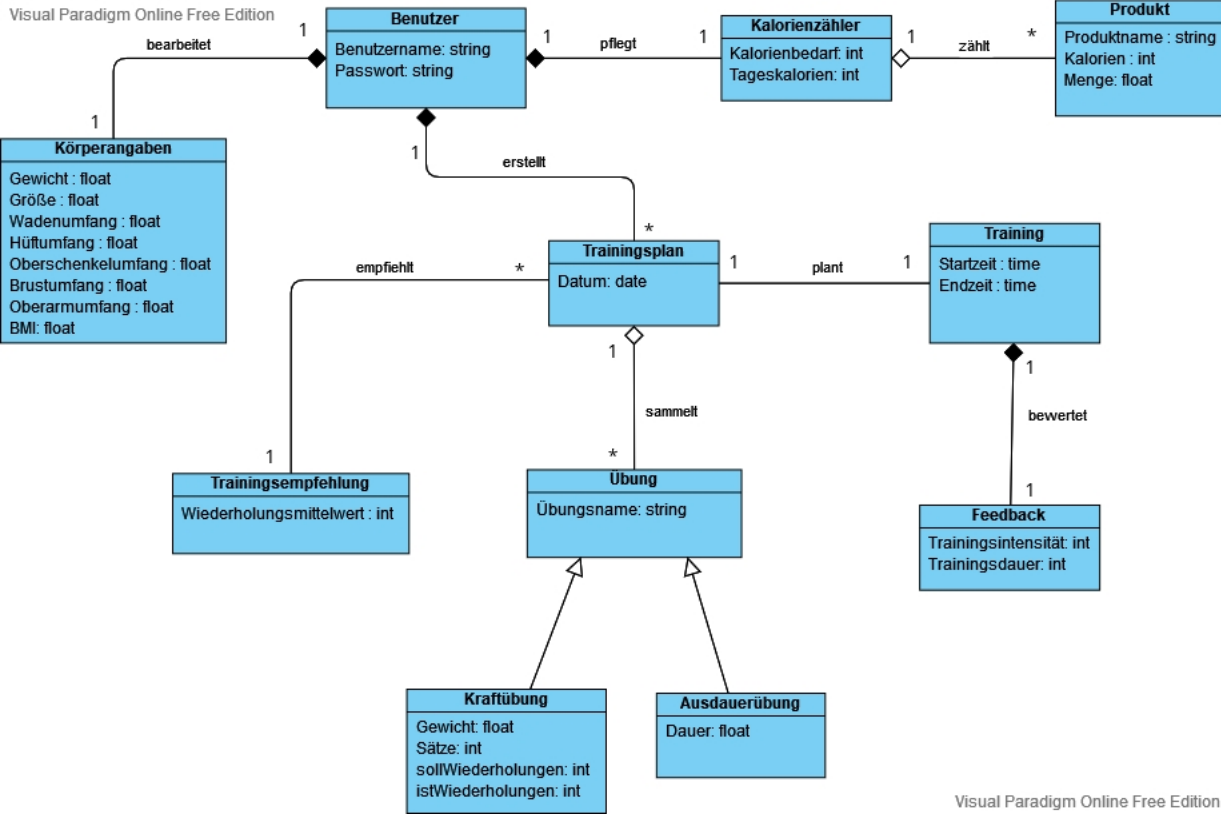 Visual Paradigm Online Free Edition
Benutzer
Benutzername: string
Passwort: string
Kalorienzähler
Kalorienbedarf: int
Tageskalorien: int
Produkt
Produktname : string
Kalorien : int
Menge: float
bearbeitet
1
1
1
pflegt
1
1
zählt
*
Körperangaben
Gewicht : float
Größe : float
Wadenumfang : float
Hüftumfang : float
Oberschenkelumfang : float
Brustumfang : float
Oberarmumfang : float
BMI: float
1
erstellt
*
Trainingsplan
Datum: date
1
plant
1
Training
Startzeit : time
Endzeit : time
empfiehlt
*
1
Trainingsempfehlung
Wiederholungsmittelwert : int
1
sammelt
*
Übung
Übungsname: string
1
bewertet
1
Feedback
Trainingsintensität: int
Trainingsdauer: int
Kraftübung
Gewicht: float
Sätze: int
sollWiederholungen: int
istWiederholungen: int
Ausdauerübung
Dauer: float
Visual Paradigm Online Free Edition